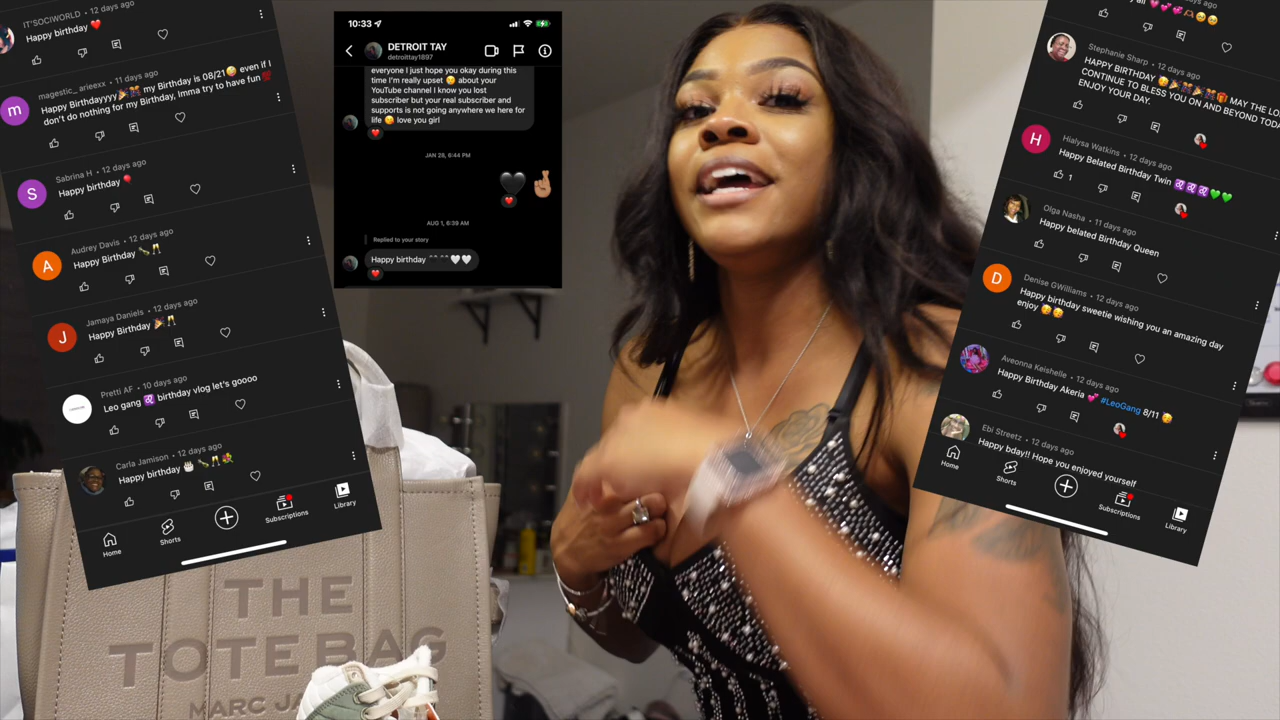 IT'SOCIWORLD • 12 days ago
Happy birthday ❤️
magestic_arieexx • 11 days ago
Happy Birthdayyyy🎉🎊 my birthday is 08/21🤪 even if I
don't do nothing for my Birthday, Imma try to have fun💯
Sabrina H • 12 days ago
Happy birthday 🎈
Audrey Davis • 12 days ago
Happy Birthday 🍾🥂
Jamaya Daniels • 12 days ago
Happy Birthday 🎉🥂
Pretti AF • 10 days ago
Leo gang ♌ birthday vlog let's goooo
Carla Jamison • 12 days ago
Happy birthday 🎂🍾🥂💐
Home
Shorts
Subscriptions
Library
10:33
DETROIT TAY
detroittay1897
everyone I just hope you okay during this
time I'm really upset 😔 about your
YouTube channel I know you lost
subscriber but your real subscriber and
supports is not going anywhere we here for
life 😘 love you girl
JAN 28, 6:44 PM
🖤🤞🏽
AUG 1, 6:39 AM
Replied to your story
Happy birthday 🤍🤍
days ago
Stephanie Sharp • 12 days ago
HAPPY BIRTHDAY 🥳🎉🎊🎉🎊🎁 MAY THE
CONTINUE TO BLESS YOU ON AND BEYOND
ENJOY YOUR DAY.
Hialysa Watkins • 12 days ago
Happy Belated Birthday Twin ♌♌♌💚💚
1
Olga Nasha • 11 days ago
Happy belated Birthday Queen
Denise GWilliams • 12 days ago
Happy birthday sweetie wishing you an amazing day
enjoy 🥳🥳
Aveonna Keishelle • 12 days ago
Happy Birthday Akeria 💕 #LeoGang 8/11 🥳
Ebi Streetz • 12 days ago
Happy bday!! Hope you enjoyed yourself
Home
Shorts
Subscriptions
Library
THE
TOTE BAG
MARC